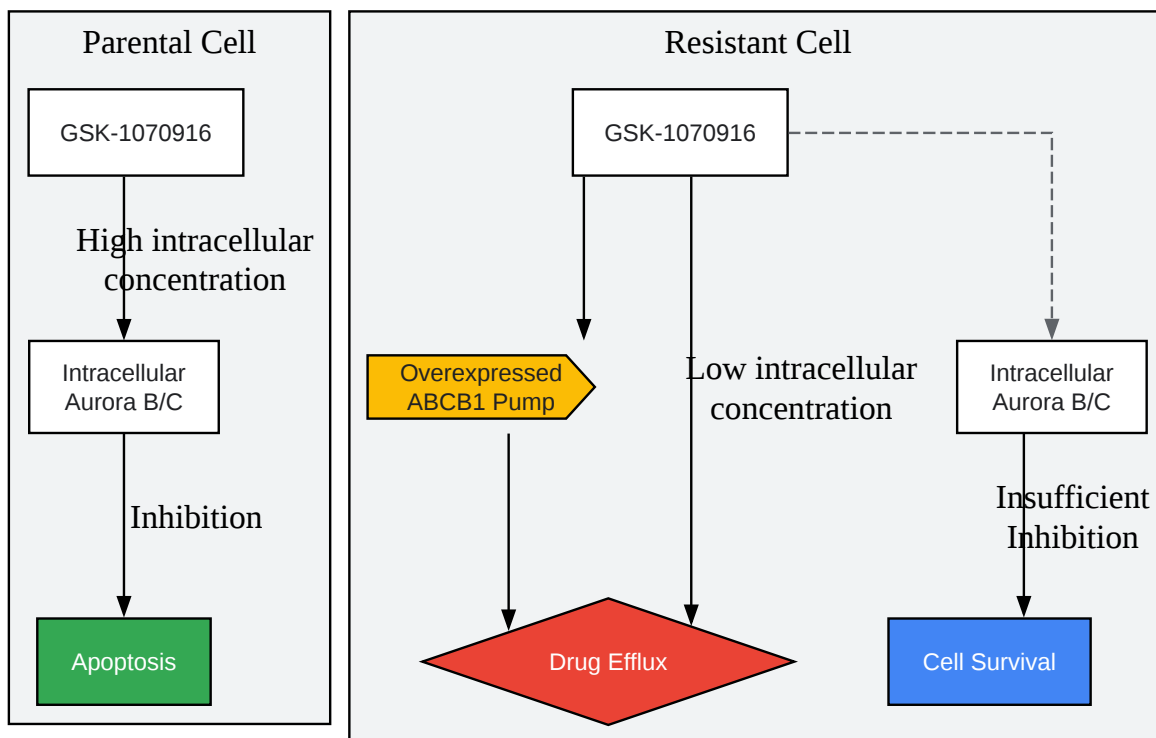 Parental Cell
GSK-1070916
High intracellular
concentration
Intracellular
Aurora B/C
Inhibition
Apoptosis
Resistant Cell
GSK-1070916
Overexpressed
ABCB1 Pump
Low intracellular
concentration
Intracellular
Aurora B/C
Insufficient
Inhibition
Drug Efflux
Cell Survival